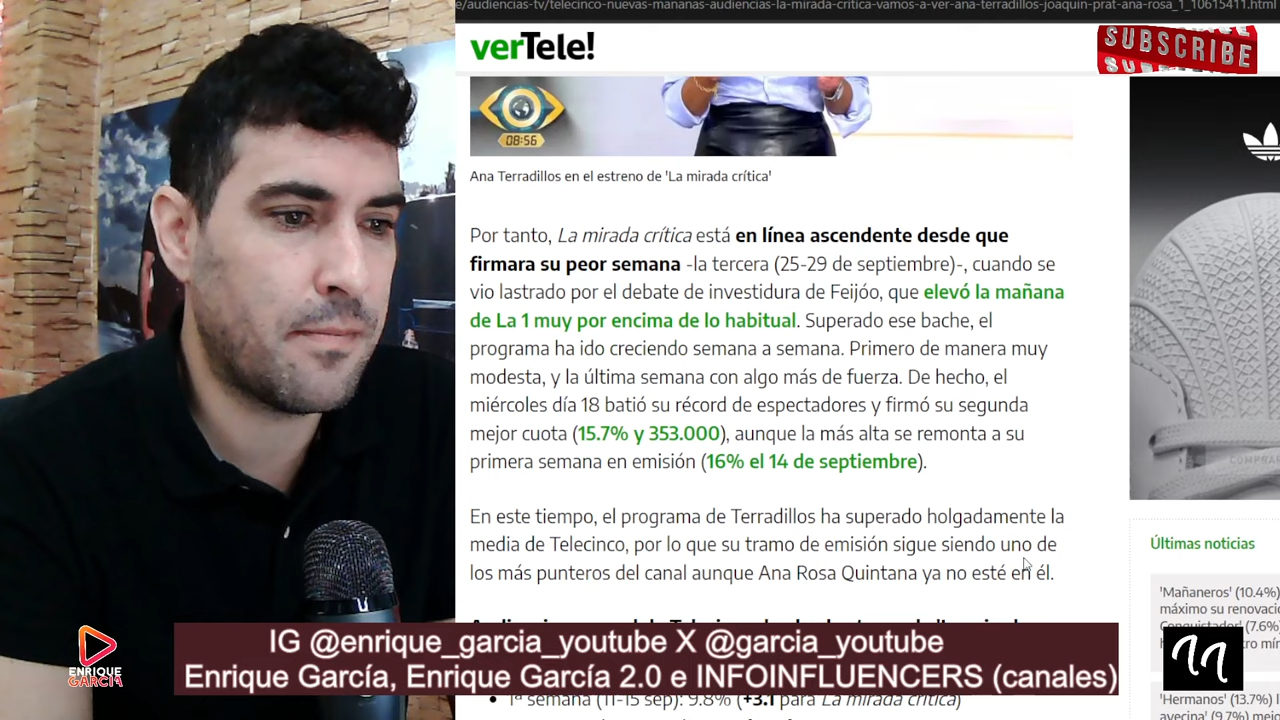 e/audiencias-tv/telecinco-nuevas-mananas-audiencias-la-mirada-critica-vamos-a-ver-ana-terradillos-joaquin-prat-ana-rosa_1_10615411.html
verTele!
SUBSCRIBE
08:56
Ana Terradillos en el estreno de 'La mirada crítica'
Por tanto, La mirada crítica está en línea ascendente desde que
firmara su peor semana -la tercera (25-29 de septiembre)-, cuando se
vio lastrado por el debate de investidura de Feijóo, que elevó la mañana
de La 1 muy por encima de lo habitual. Superado ese bache, el
programa ha ido creciendo semana a semana. Primero de manera muy
modesta, y la última semana con algo más de fuerza. De hecho, el
miércoles día 18 batió su récord de espectadores y firmó su segunda
mejor cuota (15.7% y 353.000), aunque la más alta se remonta a su
primera semana en emisión (16% el 14 de septiembre).
En este tiempo, el programa de Terradillos ha superado holgadamente la
media de Telecinco, por lo que su tramo de emisión sigue siendo uno de
los más punteros del canal aunque Ana Rosa Quintana ya no esté en él.
COMPRAR
Últimas noticias
'Mañaneros' (10.4%)
máximo su renovació
Conquistador' (7.6%
'Hermanos' (13.7%) l
avecina' (9.7%)
IG @enrique_garcia_youtube X @garcia_youtube
Enrique García, Enrique García 2.0 e INFOINFLUENCERS (canales)
ENRIQUE
GARCÍA
1ª semana (11-15 sep): 9.8% (+3.1 para La mirada crítica)